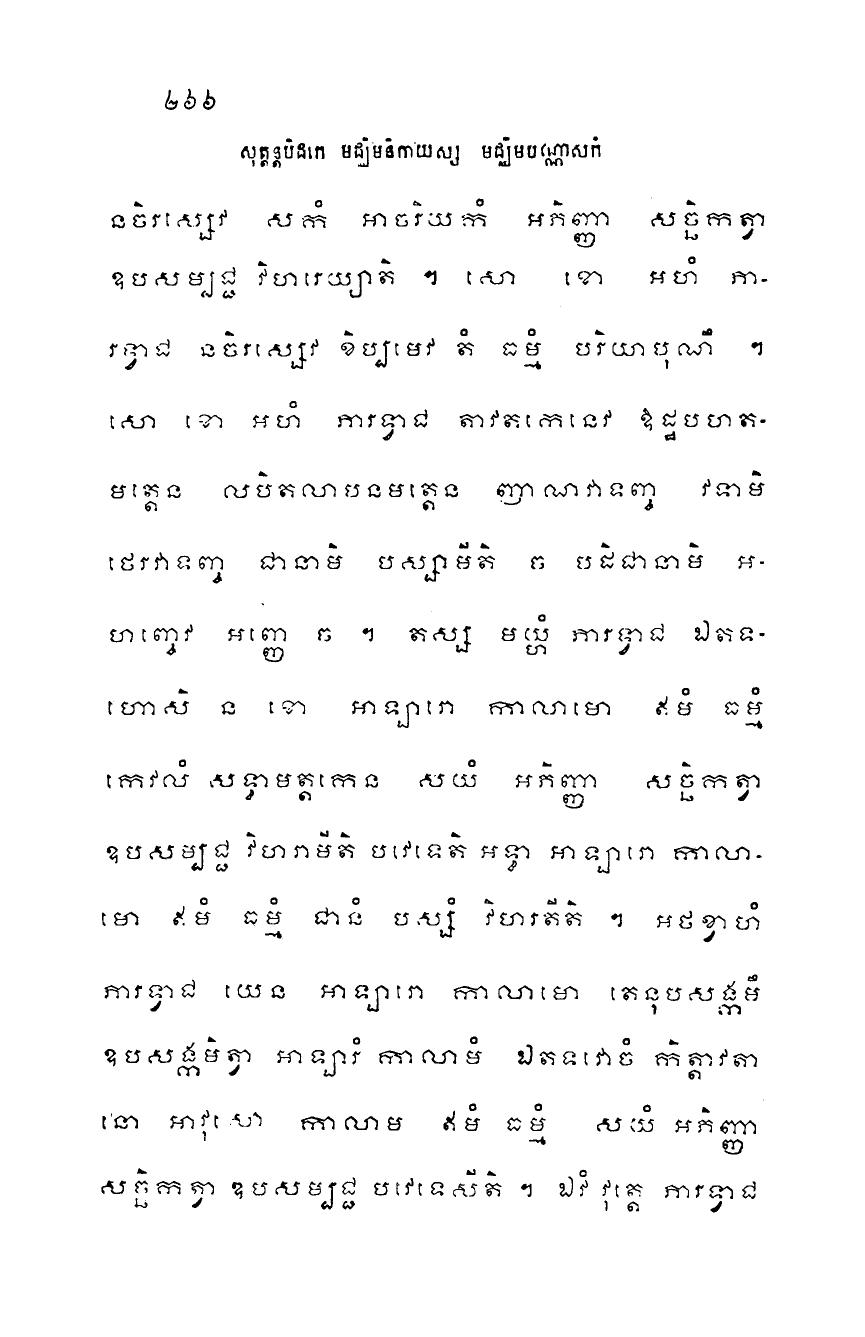 ២៦៦
សុត្តន្តបិដកេ មជ្ឈិមនិកាយស្ស មជ្ឈិមបណ្ណាសកំ
នចិរស្សេវ សកំ អាចរិយកំ អភិញ្ញា សច្ឆិកត្វា
ឧបសម្បជ្ជ វិហរេយ្យាតិ ។ សោ ខោ អហំ ភា-
រទ្វាជ នចិរស្សេវ ខិប្បមេវ តំ ធម្មំ បរិយាបុណឹ ។
សោ ខោ អហំ ភារទ្វាជ តាវតកេនេវ ឱដ្ឋបហត-
មត្តេន លបិតលាបនមត្តេន ញាណវាទញ្ច វទាមិ
ថេរវាទញ្ច ជានាមិ បស្សាមីតិ ច បដិជានាមិ អ-
ហញ្ចេវ អញ្ញេ ច ។ តស្ស មយ្ហំ ភារទ្វាជ ឯតទ-
ហោសិ ន ខោ អាឡារោ កាលាមោ ឥមំ ធម្មំ
កេវលំ សទ្ធាមត្តកេន សយំ អភិញ្ញា សច្ឆិកត្វា
ឧបសម្បជ្ជ វិហរាមីតិ បវេទេតិ អទ្ធា អាឡារោ កាលា-
មោ ឥមំ ធម្មំ ជានំ បស្សំ វិហរតីតិ ។ អថខ្វាហំ
ភារទ្វាជ យេន អាឡារោ កាលាមោ តេនុបសង្កមឹ
ឧបសង្កមិត្វា អាឡារំ កាលាមំ ឯតទវោចំ កិត្តាវតា
នោ អាវុសោ កាលាម ឥមំ ធម្មំ សយំ អភិញ្ញា
សច្ឆិកត្វា ឧបសម្បជ្ជ បវេទេសីតិ ។ ឯវំ វុត្តេ ភារទ្វាជ